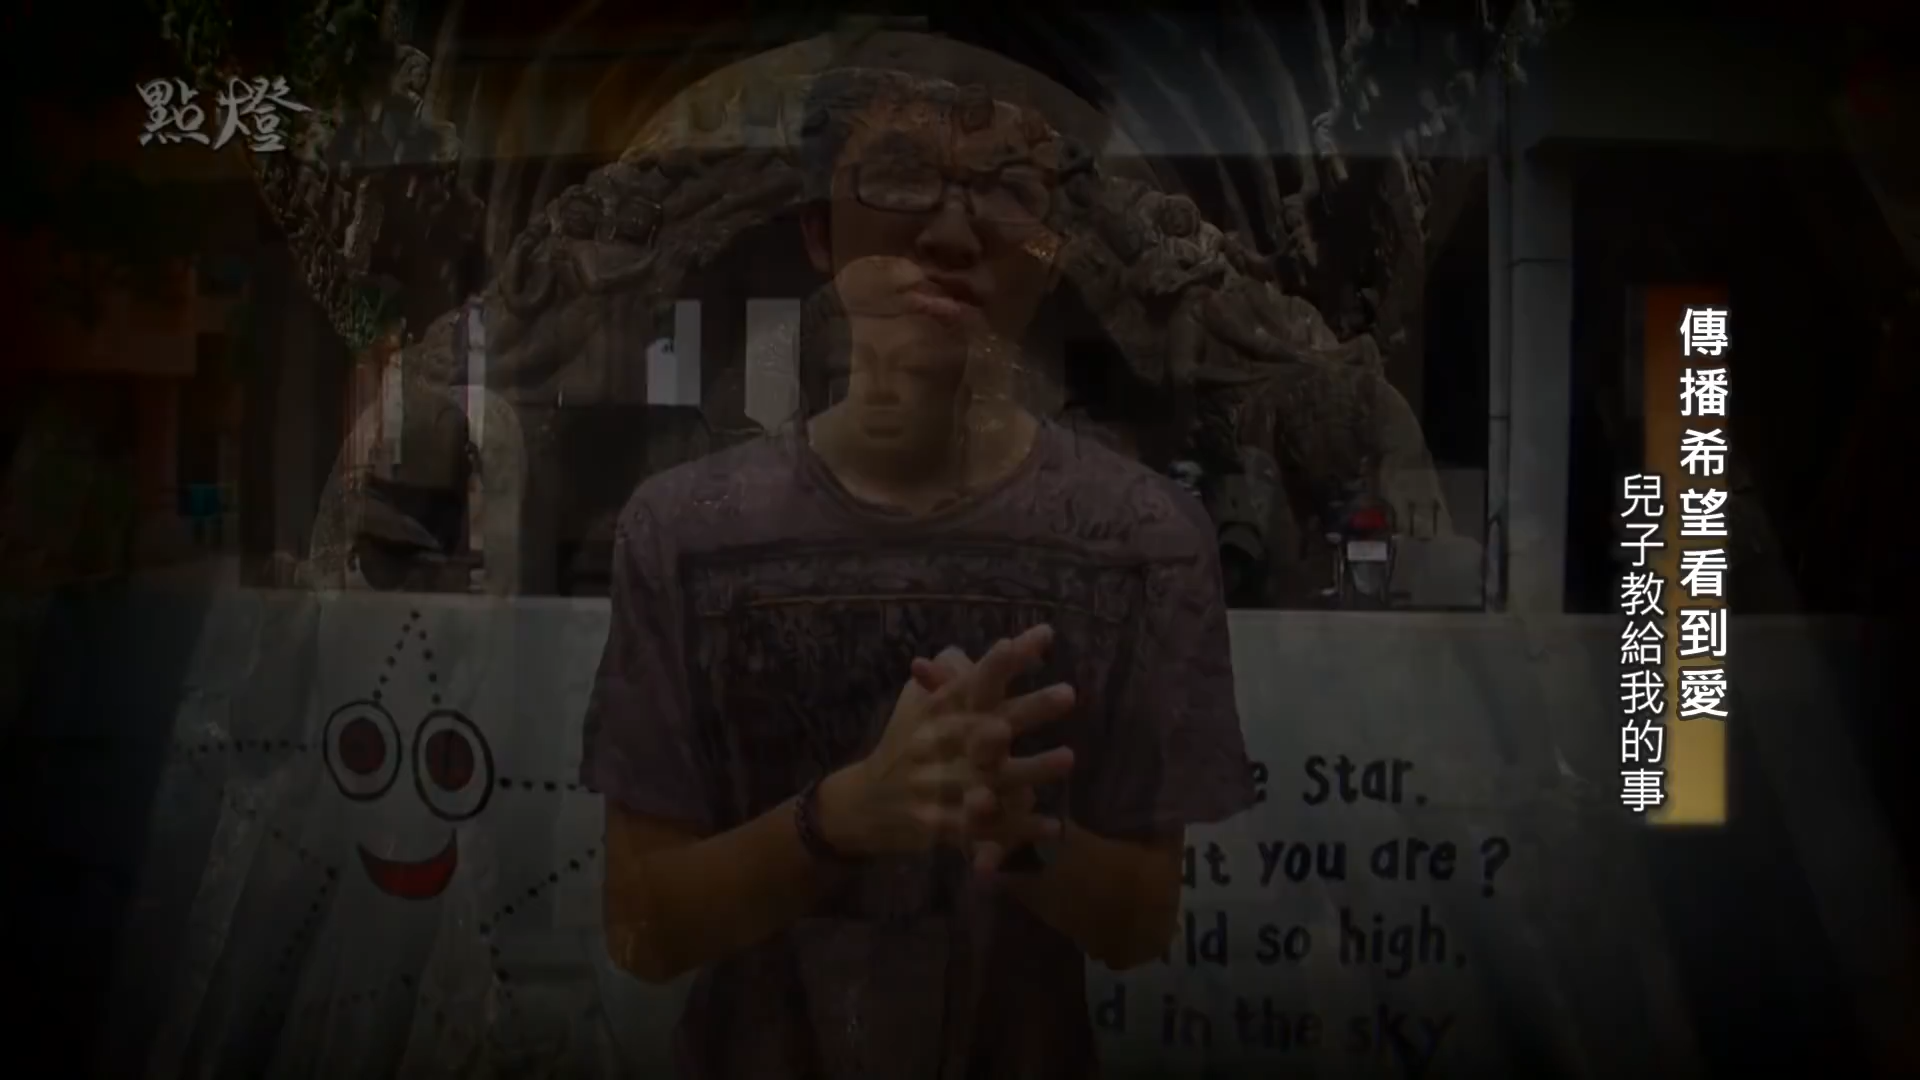 點燈
傳播希望看到愛
兒子教給我的事
Star.
you are ?
so high.
in the sky